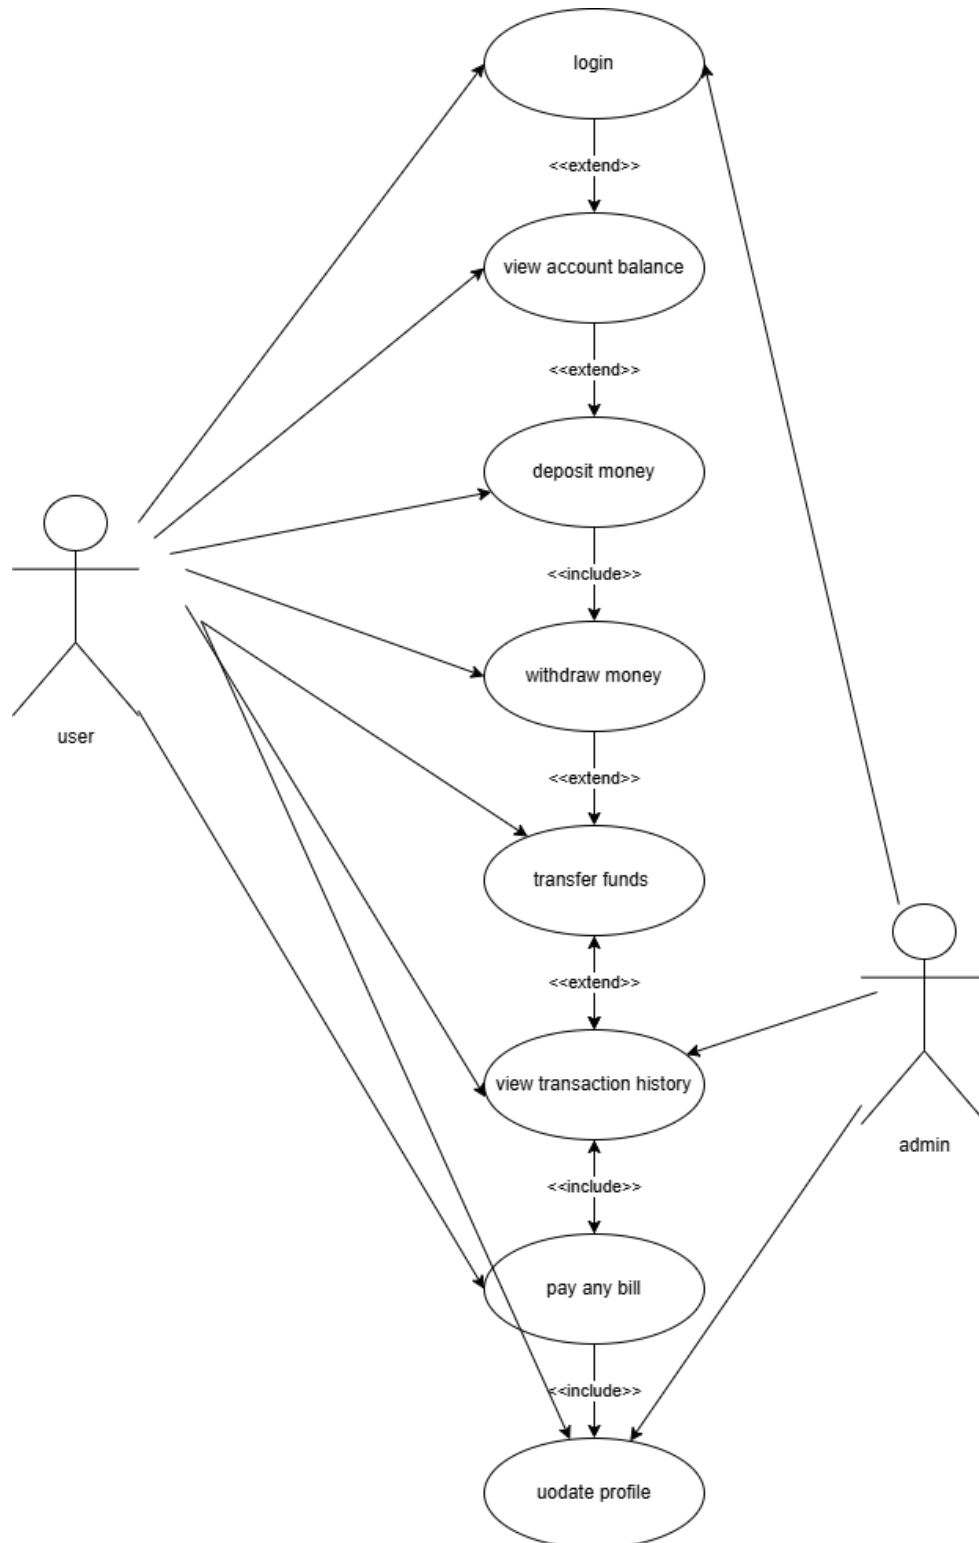 login
<<extend>>
view account balance
<<extend>>
deposit money
<<include>>
withdraw money
<<extend>>
user
transfer funds
<<extend>>
view transaction history
admin
<<include>>
pay any bill
<<include>>
uodate profile